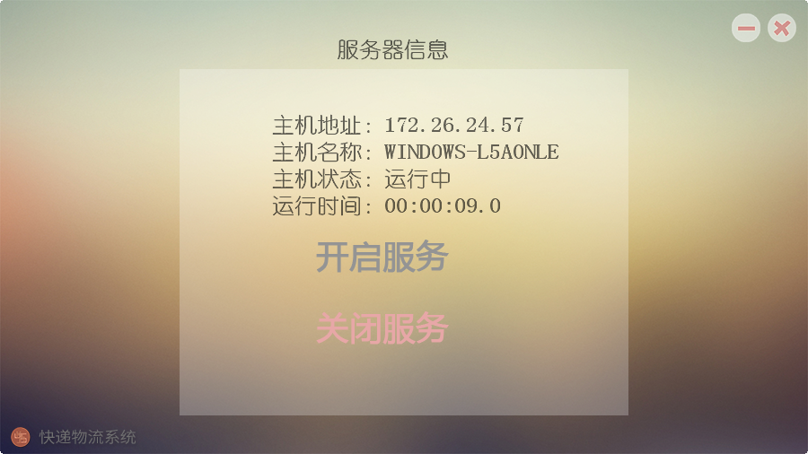 服务器信息
主机地址: 172.26.24.57
主机名称: WINDOWS-L5AONLE
主机状态: 运行中
运行时间: 00:00:09.0
开启服务
关闭服务
快递物流系统